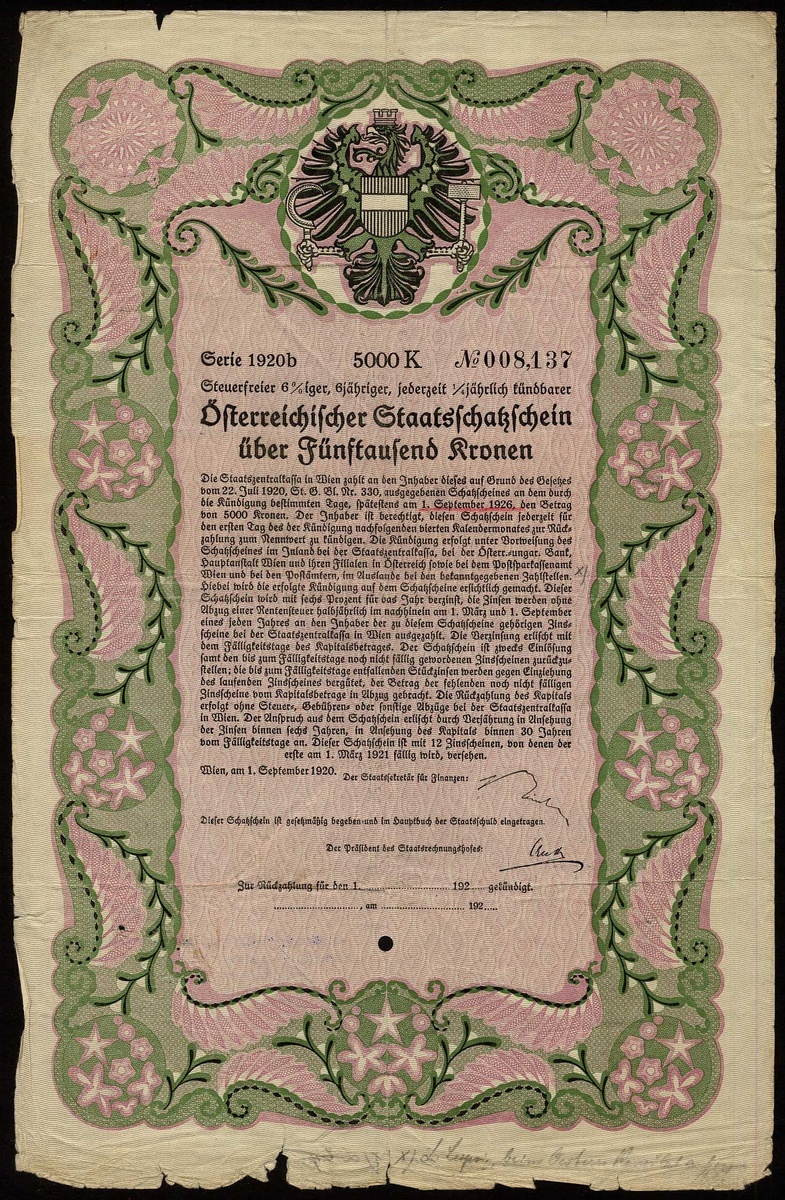 Serie 1920b 5000 K № 008,137
Steuerfreier 6%iger, 6jähriger, jederzeit ¼jährlich kündbarer
Österreichischer Staatsschatzschein
über Fünftausend Kronen
Die Staatszentralkassa in Wien zahlt an den Inhaber dieses auf Grund des Gesetzes
vom 22. Juli 1920, St. G. Bl. Nr. 330, ausgegebenen Schatzscheines an dem durch
die Kündigung bestimmten Tage, spätestens am 1. September 1926, den Betrag
von 5000 Kronen. Der Inhaber ist berechtigt, diesen Schatzschein jederzeit für
den ersten Tag des der Kündigung nachfolgenden vierten Kalendermonates zur Rück-
zahlung zum Nennwert zu kündigen. Die Kündigung erfolgt unter Vorweisung des
Schatzscheines im Inland bei der Staatszentralkassa, bei der Österr.-ungar. Bank,
Hauptanstalt Wien und ihren Filialen in Österreich sowie bei dem Postsparkassenamt
Wien und bei den Postämtern, im Auslande bei den bekanntgegebenen Zahlstellen. x)
Hiebei wird die erfolgte Kündigung auf dem Schatzscheine ersichtlich gemacht. Dieser
Schatzschein wird mit sechs Prozent für das Jahr verzinst, die Zinsen werden ohne
Abzug einer Rentensteuer halbjährlich im nachhinein am 1. März und 1. September
eines jeden Jahres an den Inhaber der zu diesem Schatzscheine gehörigen Zins-
scheine bei der Staatszentralkassa in Wien ausgezahlt. Die Verzinsung erlischt mit
dem Fälligkeitstage des Kapitalsbetrages. Der Schatzschein ist zwecks Einlösung
samt den bis zum Fälligkeitstage noch nicht fällig gewordenen Zinsscheinen zurückzu-
stellen; die bis zum Fälligkeitstage entfallenden Stückzinsen werden gegen Einziehung
des laufenden Zinsscheines vergütet, der Betrag der fehlenden noch nicht fälligen
Zinsscheine vom Kapitalsbetrage in Abzug gebracht. Die Rückzahlung des Kapitals
erfolgt ohne Steuer-, Gebühren- oder sonstige Abzüge bei der Staatszentralkassa
in Wien. Der Anspruch aus dem Schatzschein erlischt durch Verjährung in Ansehung
der Zinsen binnen sechs Jahren, in Ansehung des Kapitals binnen 30 Jahren
vom Fälligkeitstage an. Dieser Schatzschein ist mit 12 Zinsscheinen, von denen der
erste am 1. März 1921 fällig wird, versehen.
Wien, am 1. September 1920.
Der Staatssekretär für Finanzen:
Dieser Schatzschein ist gesetzmäßig begeben und im Hauptbuch der Staatsschuld eingetragen.
Der Präsident des Staatsrechnungshofes:
Zur Rückzahlung für den 1. ............ 192.... gekündigt.
............, am ............ 192....
x)